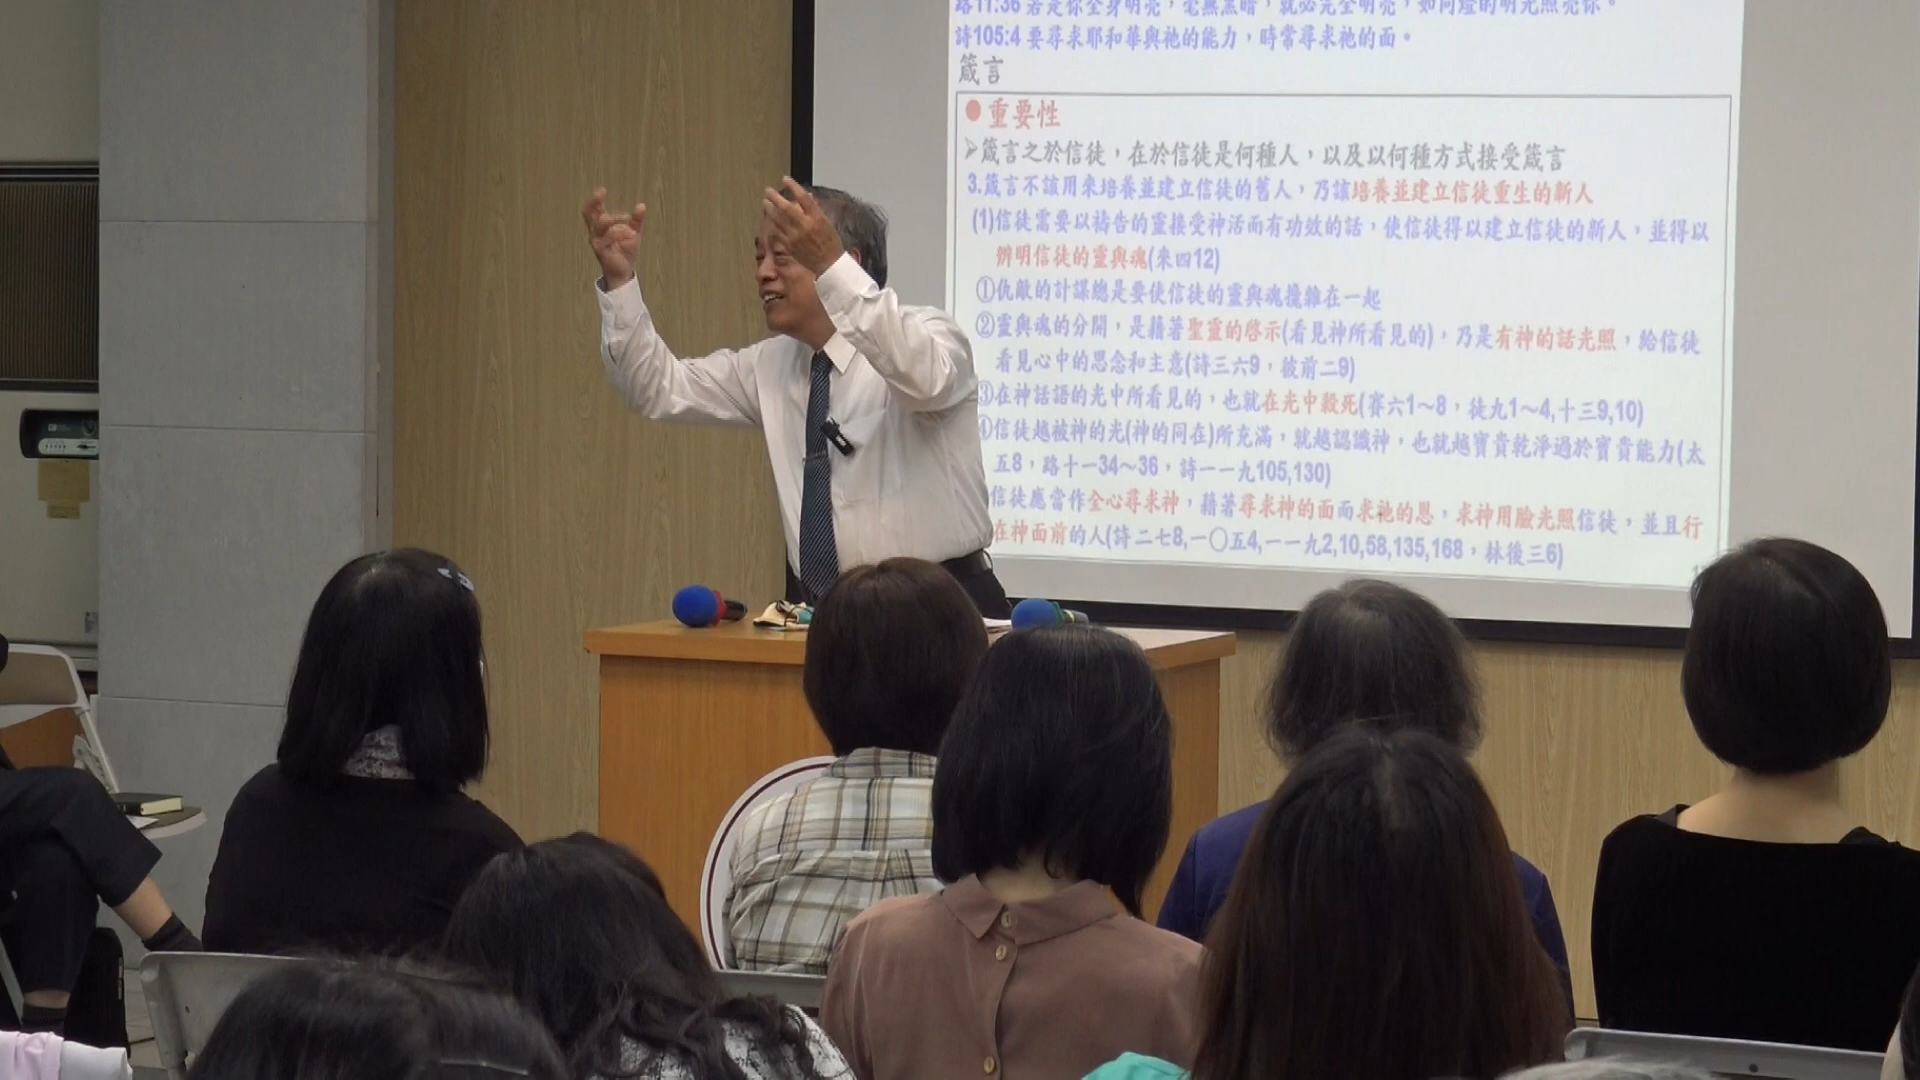 路11:36 若是你全身明亮，毫無黑暗，就必完全明亮，如同燈的明光照亮你。
詩105:4 要尋求耶和華與祂的能力，時常尋求祂的面。
箴言
●重要性
➢箴言之於信徒，在於信徒是何種人，以及以何種方式接受箴言
3.箴言不該用來培養並建立信徒的舊人，乃該培養並建立信徒重生的新人
(1)信徒需要以禱告的靈接受神活而有功效的話，使信徒得以建立信徒的新人，並得以
辨明信徒的靈與魂(來四12)
①仇敵的計謀總是要使信徒的靈與魂攙雜在一起
②靈與魂的分開，是藉著聖靈的啓示(看見神所看見的)，乃是有神的話光照，給信徒
看見心中的思念和主意(詩三六9，彼前二9)
③在神話語的光中所看見的，也就在光中殺死(賽六1～8，徒九1～4,十三9,10)
④信徒越被神的光(神的同在)所充滿，就越認識神，也就越寶貴乾淨過於寶貴能力(太
五8，路十一34～36，詩一一九105,130)
信徒應當作全心尋求神，藉著尋求神的面而求祂的恩，求神用臉光照信徒，並且行
在神面前的人(詩二七8,一〇五4,一一九2,10,58,135,168，林後三6)